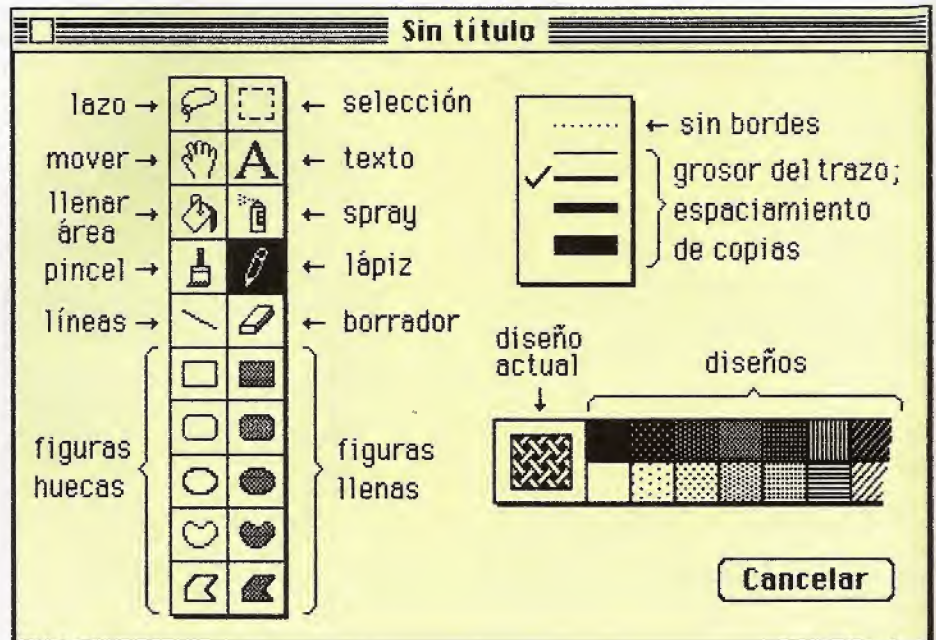 Sin título
lazo →
← selección
mover →
← texto
llenar →
área
← spray
pincel →
← lápiz
líneas →
← borrador
figuras
huecas
figuras
llenas
← sin bordes
grosor del trazo;
espaciamiento
de copias
diseño
actual
↓
diseños
Cancelar